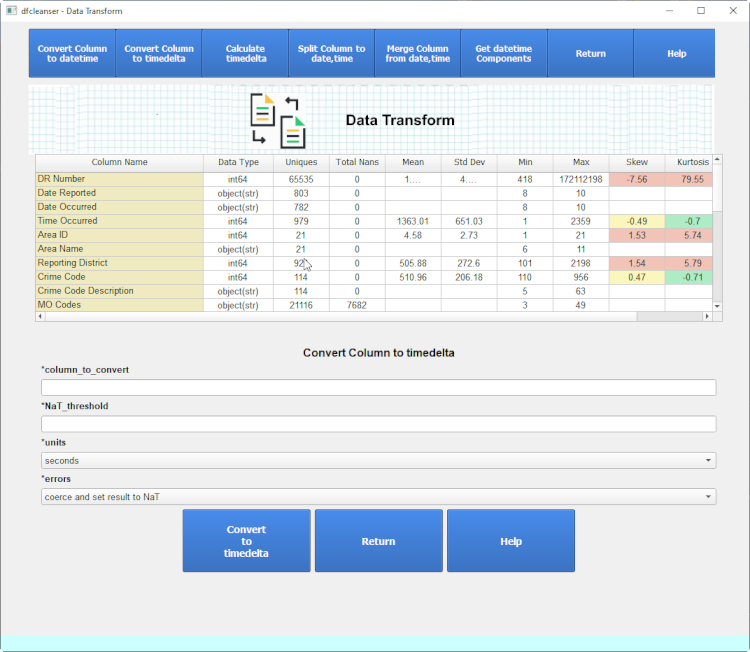 dfcleanser - Data Transform
Convert Column to datetime
Convert Column to timedelta
Calculate timedelta
Split Column to date,time
Merge Column from date,time
Get datetime Components
Return
Help
Data Transform
Column Name Data Type Uniques Total Nans Mean Std Dev Min Max Skew Kurtosis
DR Number int64 65535 0 1.... 4.... 418 172112198 -7.56 79.55
Date Reported object(str) 803 0 8 10
Date Occurred object(str) 782 0 8 10
Time Occurred int64 979 0 1363.01 651.03 1 2359 -0.49 -0.7
Area ID int64 21 0 4.58 2.73 1 21 1.53 5.74
Area Name object(str) 21 0 6 11
Reporting District int64 0 505.88 272.6 101 2198 1.54 5.79
Crime Code int64 114 0 510.96 206.18 110 956 0.47 -0.71
Crime Code Description object(str) 114 0 5 63
MO Codes object(str) 21116 7682 3 49
Convert Column to timedelta
*column_to_convert
*NaT_threshold
*units
seconds
*errors
coerce and set result to NaT
Convert
to
timedelta
Return
Help